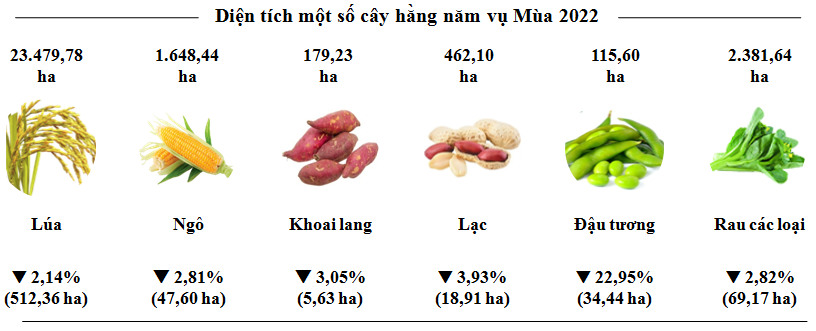 Diện tích một số cây hằng năm vụ Mùa 2022
23.479,78 1.648,44 179,23 462,10 115,60 2.381,64
ha ha ha ha ha ha
Lúa Ngô Khoai lang Lạc Đậu tương Rau các loại
▼ 2,14% ▼ 2,81% ▼ 3,05% ▼ 3,93% ▼ 22,95% ▼ 2,82%
(512,36 ha) (47,60 ha) (5,63 ha) (18,91 ha) (34,44 ha) (69,17 ha)